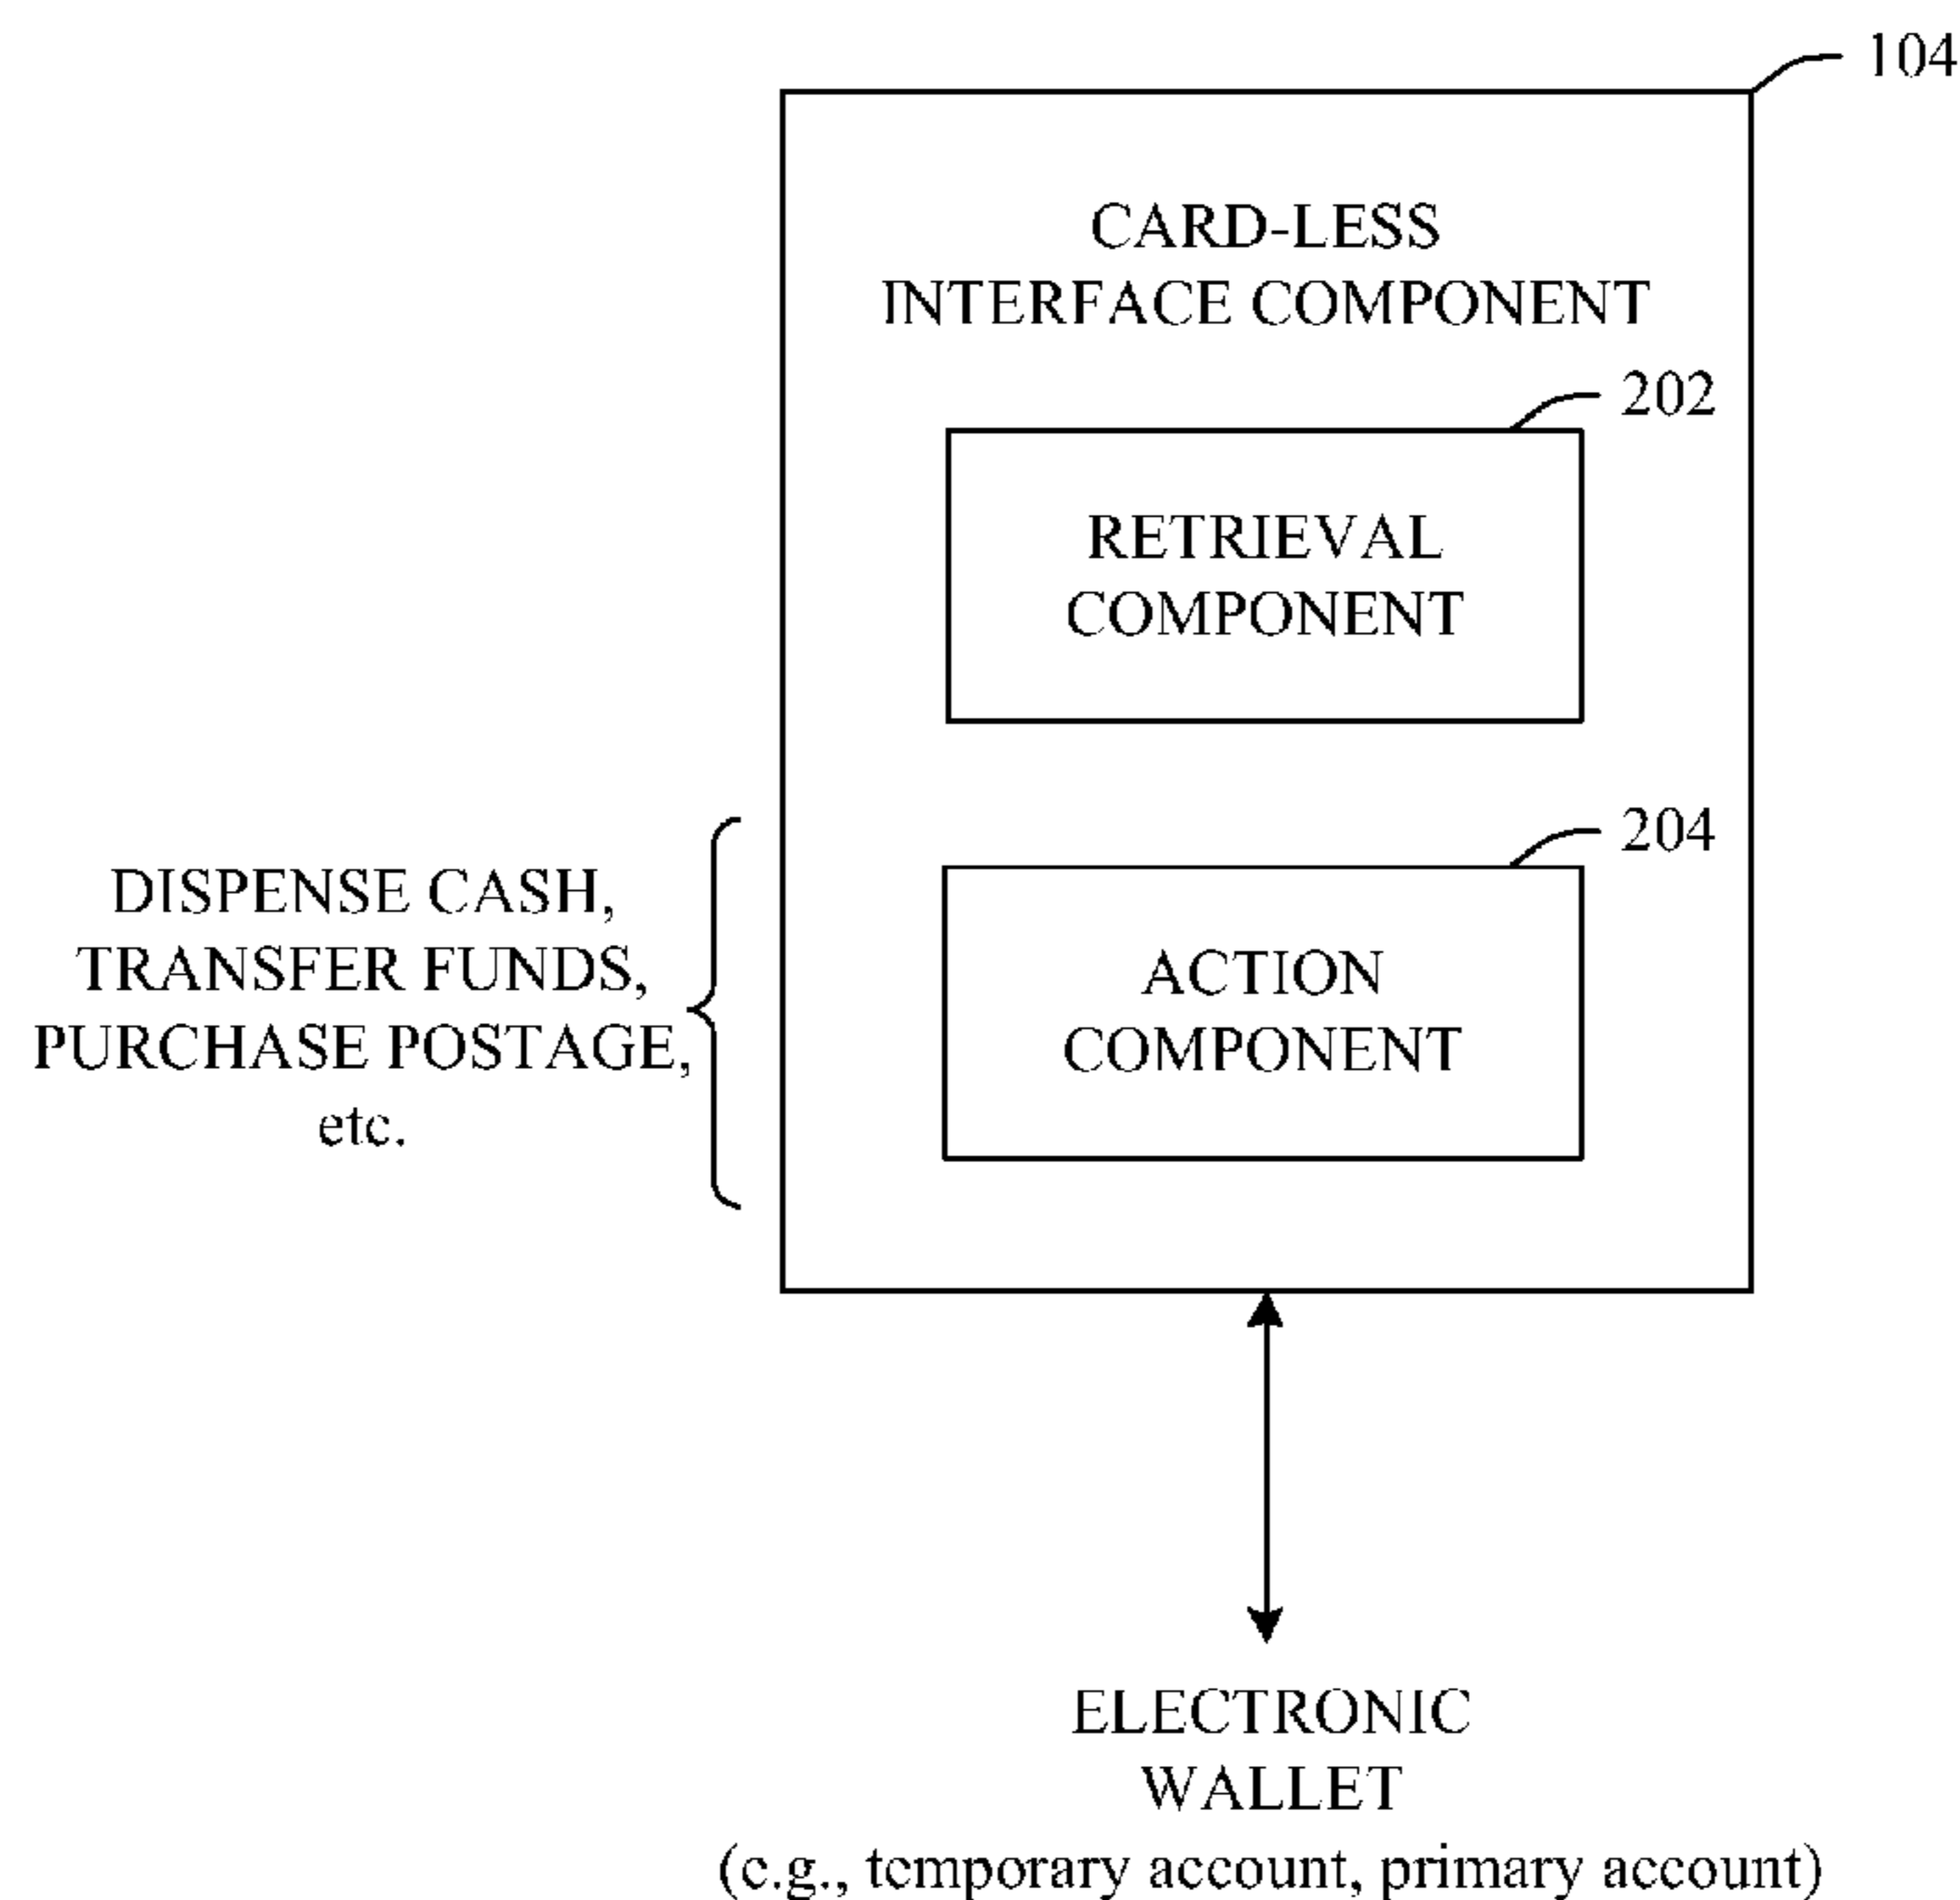 104
CARD-LESS
INTERFACE COMPONENT
202
RETRIEVAL
COMPONENT
204
ACTION
COMPONENT
DISPENSE CASH,
TRANSFER FUNDS,
PURCHASE POSTAGE,
etc.
ELECTRONIC
WALLET
(e.g., temporary account, primary account)